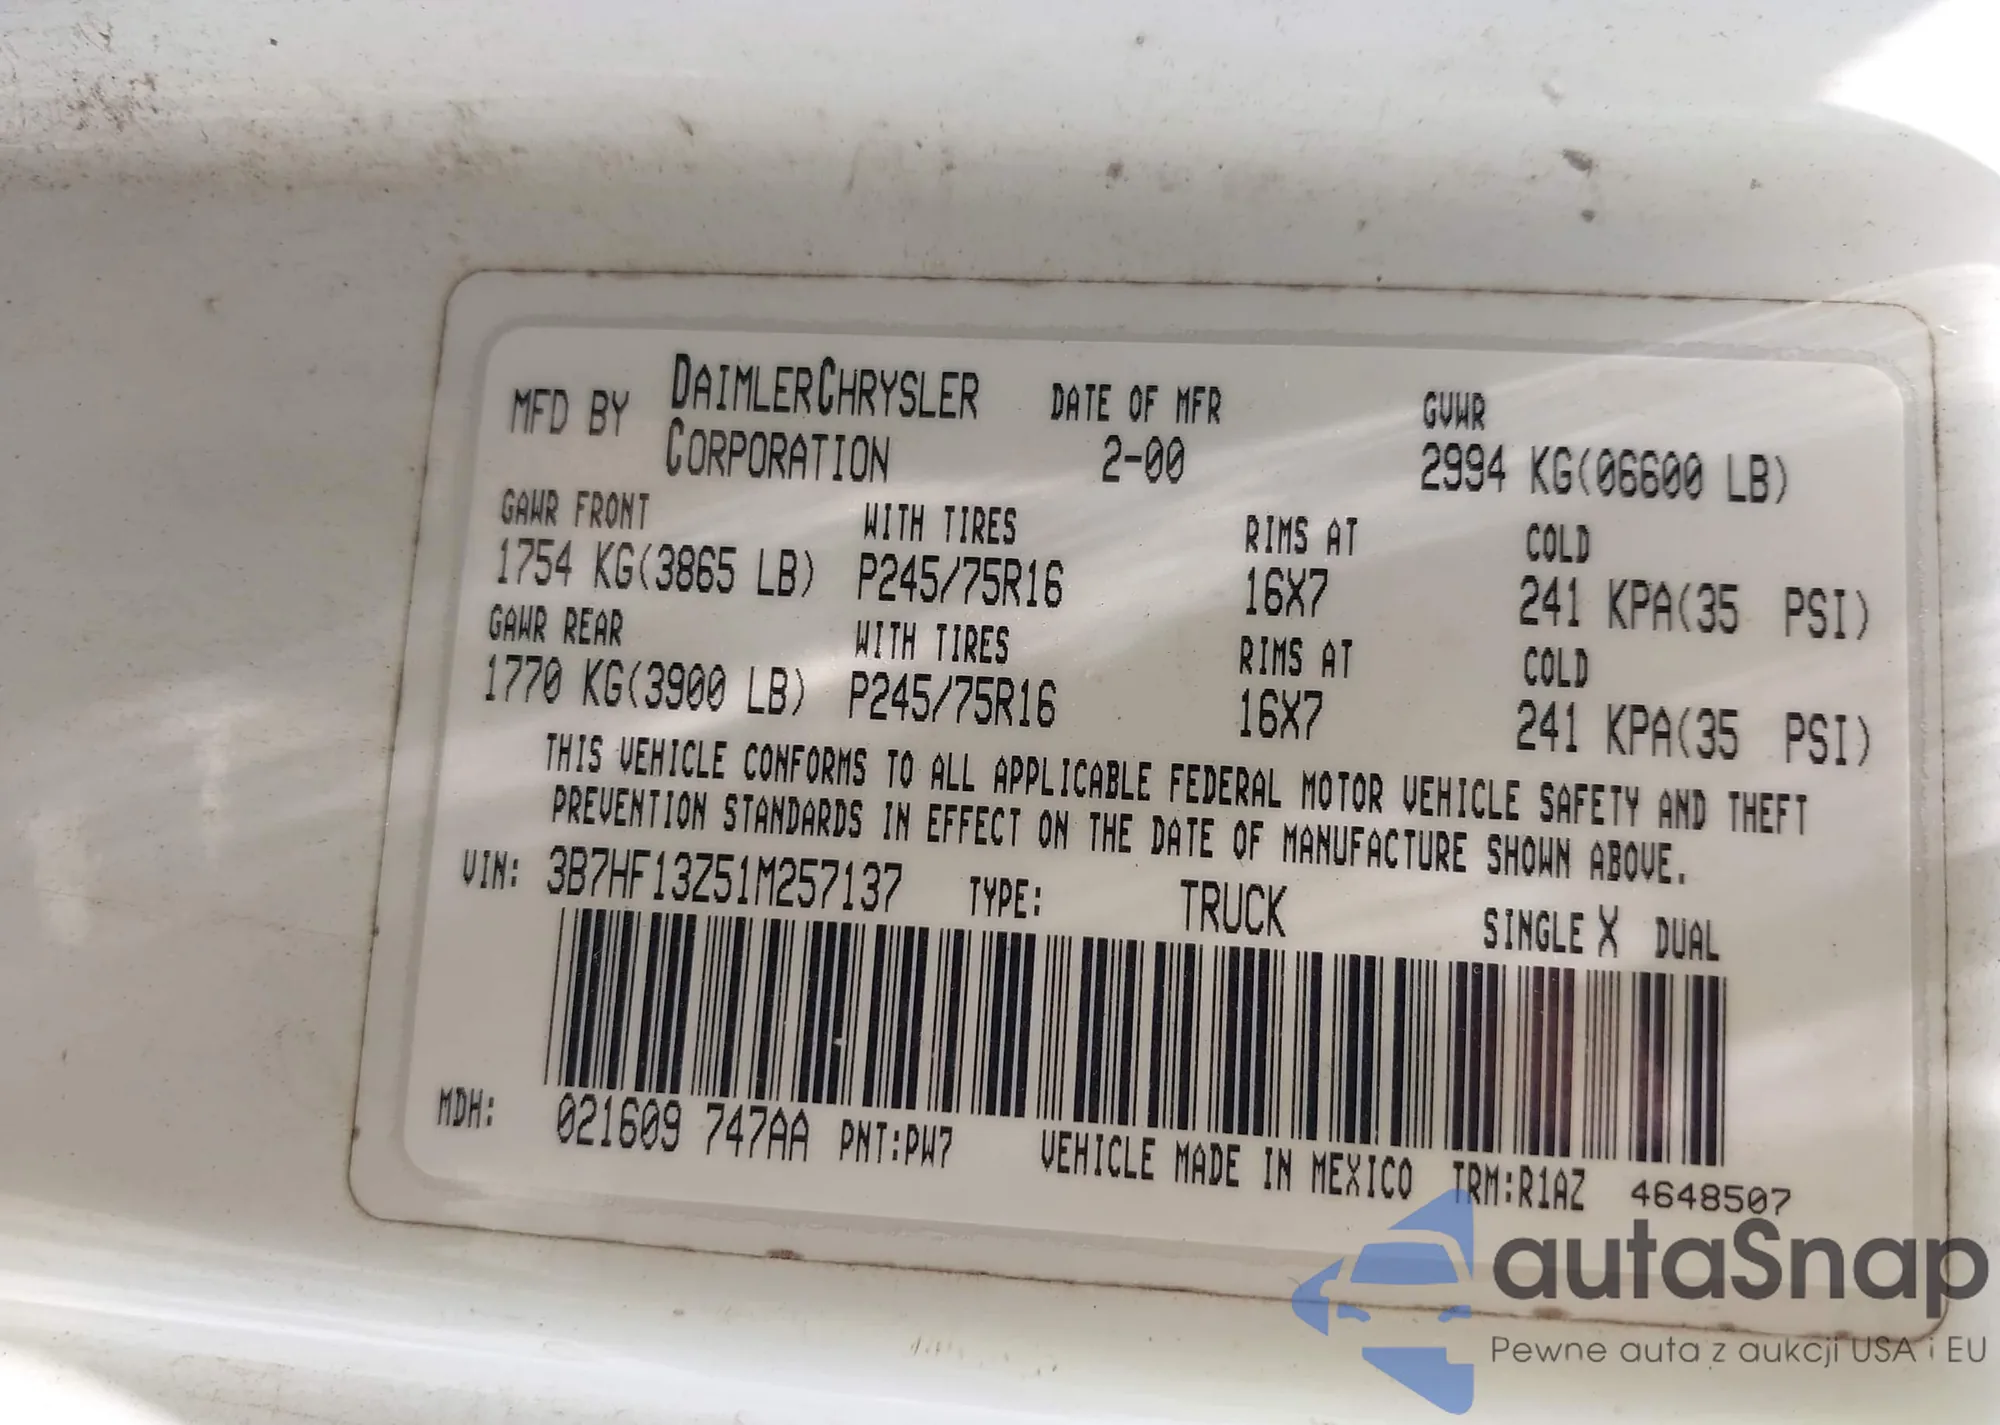 MFD BY DAIMLERCHRYSLER CORPORATION DATE OF MFR 2-00 GVWR 2994 KG(06600 LB)
GAWR FRONT WITH TIRES RIMS AT COLD
1754 KG(3865 LB) P245/75R16 16X7 241 KPA(35 PSI)
GAWR REAR WITH TIRES RIMS AT COLD
1770 KG(3900 LB) P245/75R16 16X7 241 KPA(35 PSI)
THIS VEHICLE CONFORMS TO ALL APPLICABLE FEDERAL MOTOR VEHICLE SAFETY AND THEFT
PREVENTION STANDARDS IN EFFECT ON THE DATE OF MANUFACTURE SHOWN ABOVE.
VIN: 3B7HF13Z51M257137 TYPE: TRUCK SINGLE X DUAL
MDH: 021609 747AA PNT:PW7 VEHICLE MADE IN MEXICO TRM:R1AZ 4648507
autaSnap
Pewne auta z aukcji USA i EU